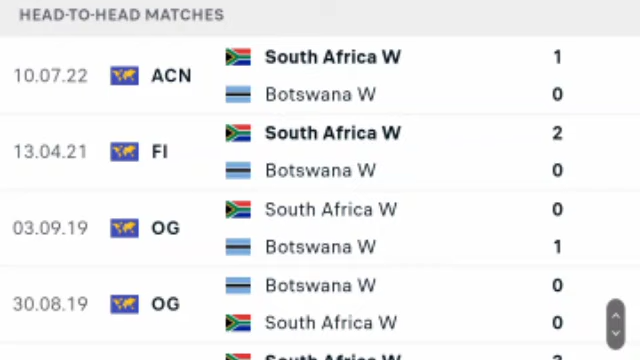 HEAD-TO-HEAD MATCHES
South Africa W 1
10.07.22 ACN
Botswana W 0
South Africa W 2
13.04.21 FI
Botswana W 0
South Africa W 0
03.09.19 OG
Botswana W 1
Botswana W 0
30.08.19 OG
South Africa W 0
South Africa W